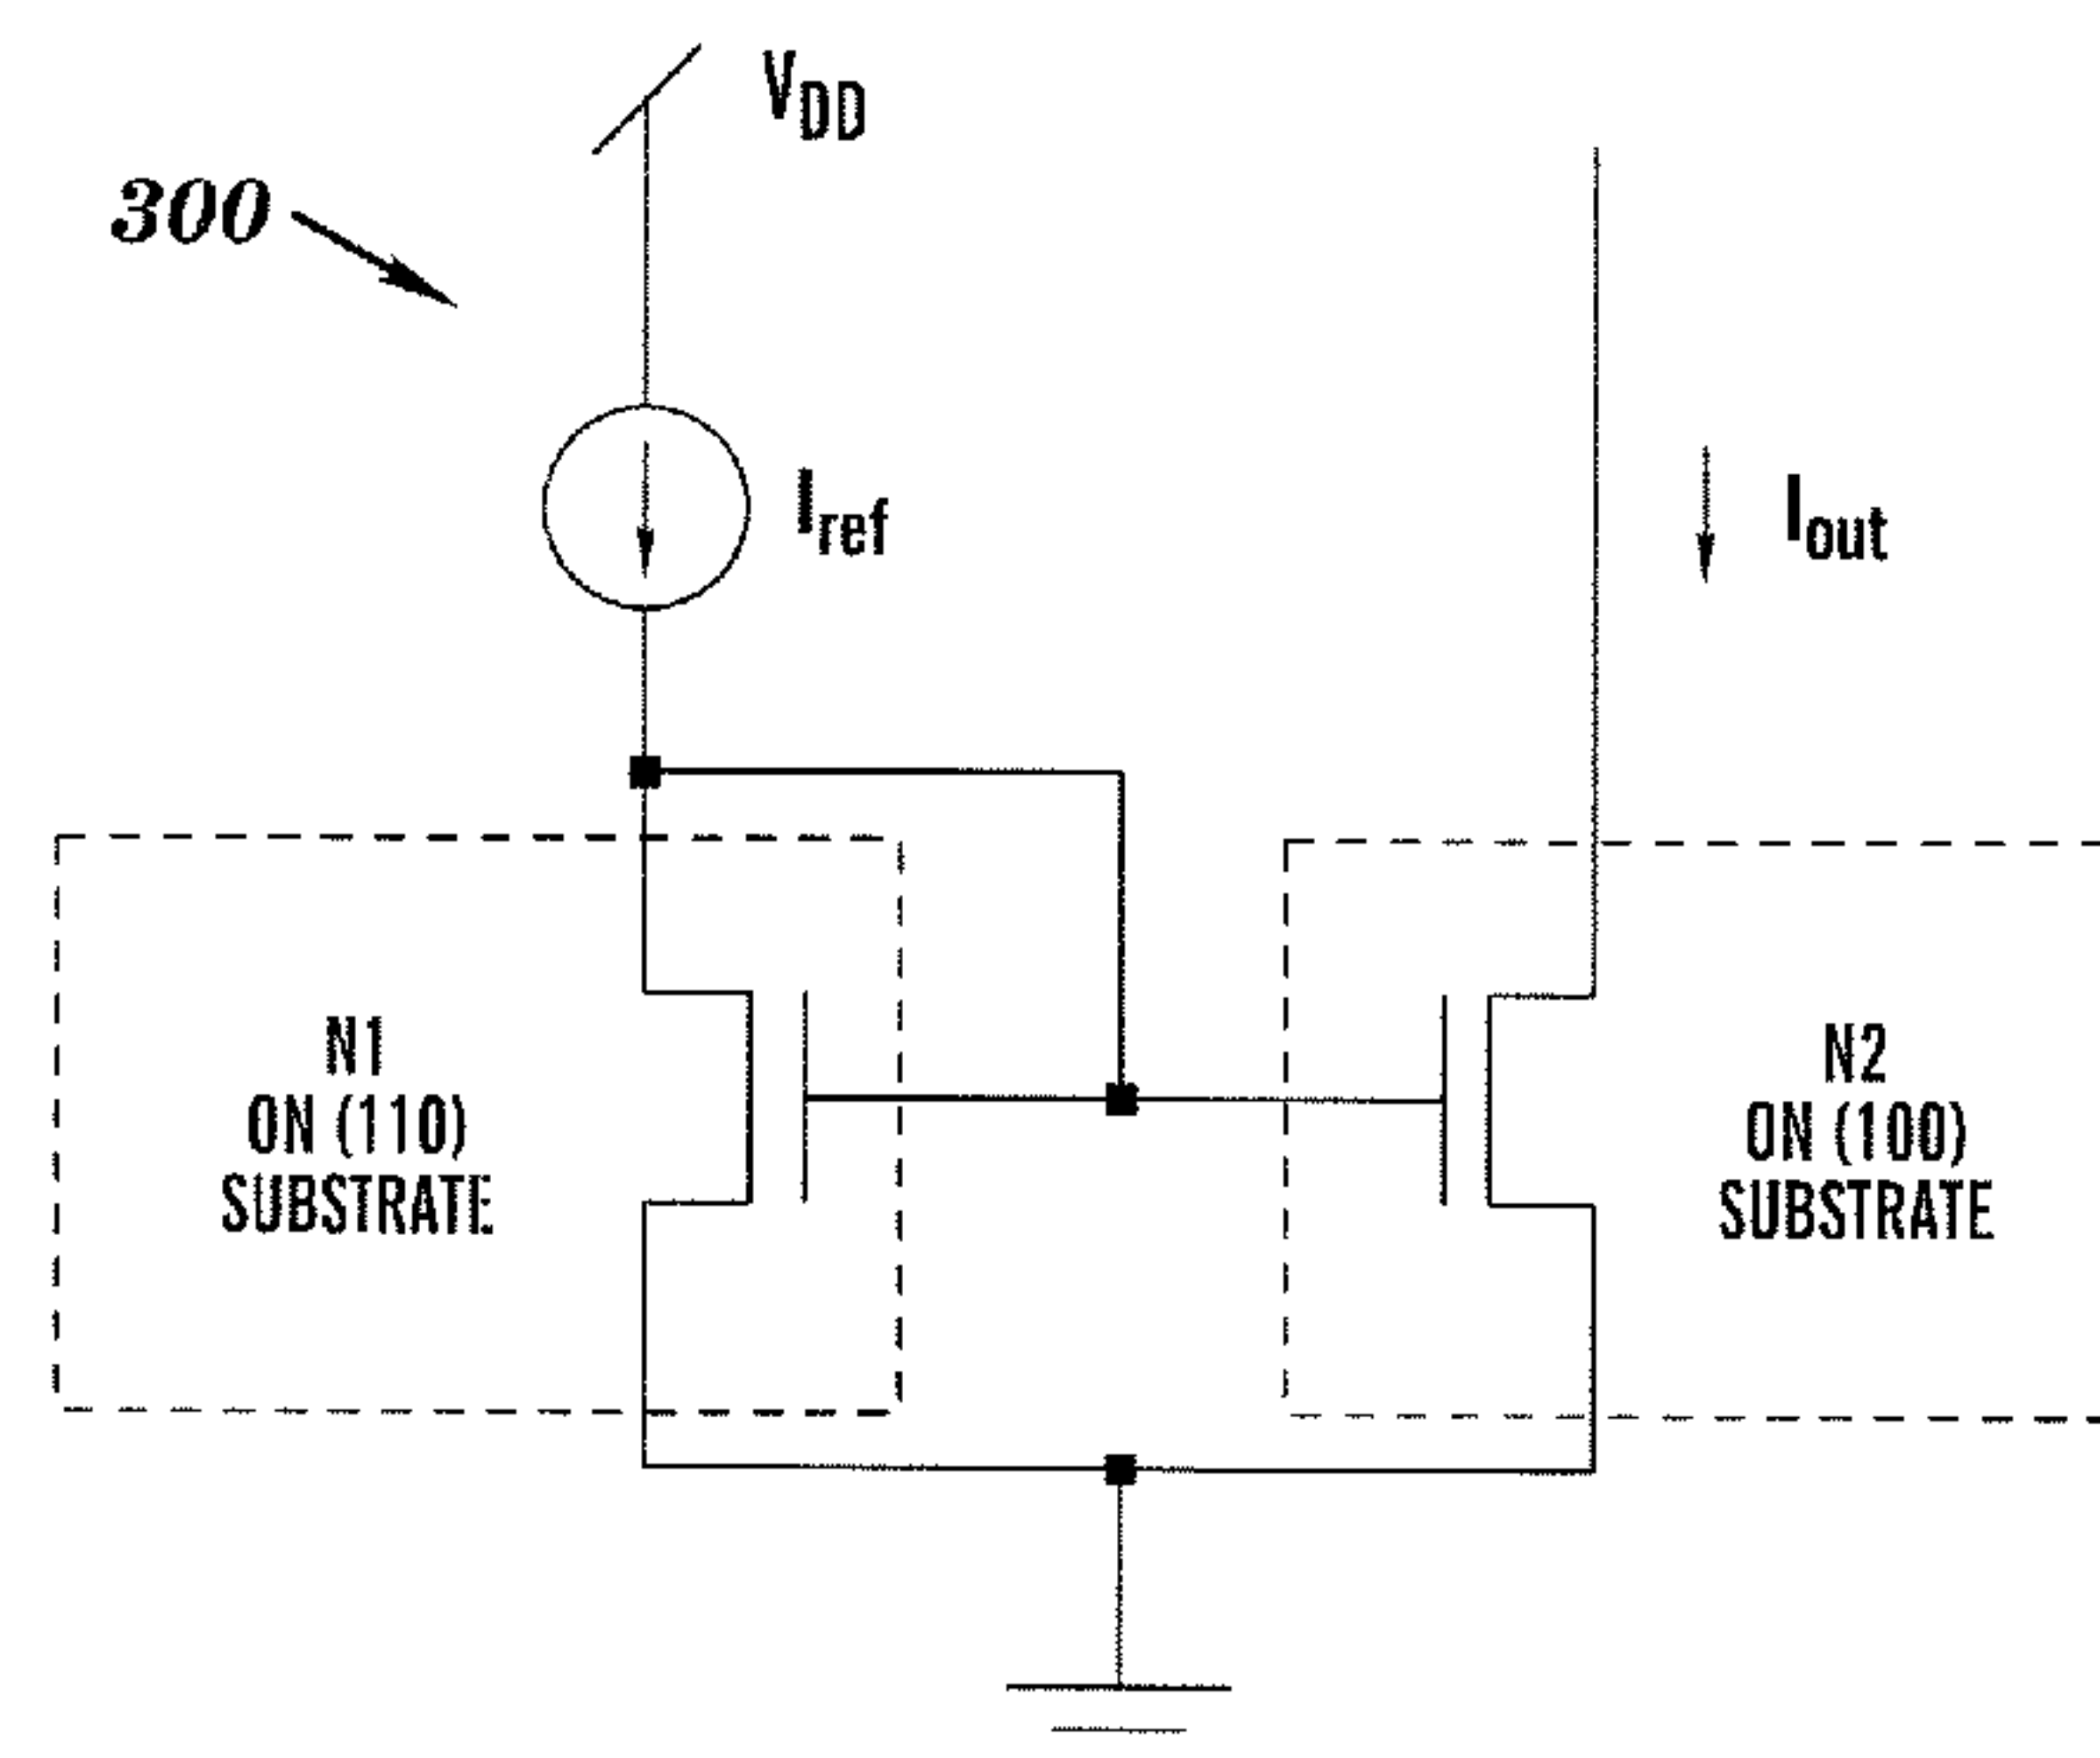 V_DD
300
I_ref
I_out
N1
ON (110)
SUBSTRATE
N2
ON (100)
SUBSTRATE